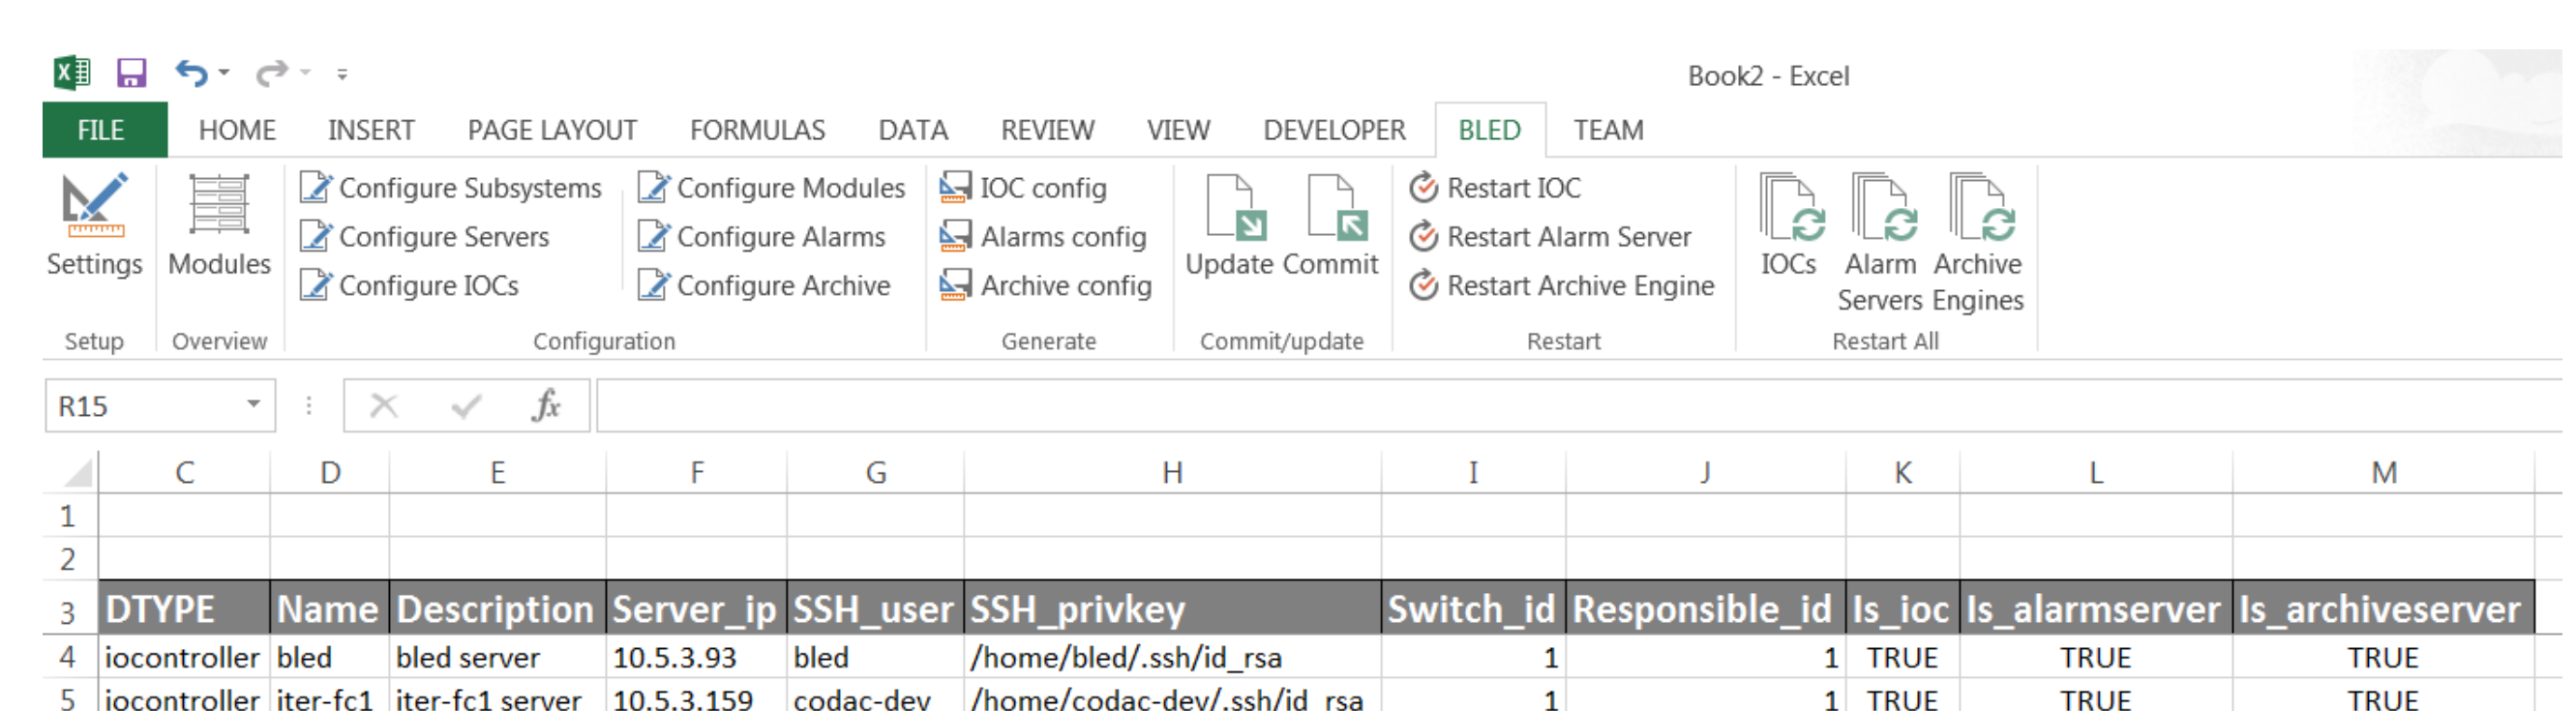 Book2 - Excel
FILE HOME INSERT PAGE LAYOUT FORMULAS DATA REVIEW VIEW DEVELOPER BLED TEAM
Configure Subsystems Configure Modules IOC config Restart IOC
Configure Servers Configure Alarms Alarms config Restart Alarm Server
Settings Modules Configure IOCs Configure Archive Archive config Update Commit Restart Archive Engine IOCs Alarm Servers Archive Engines
Setup Overview Configuration Generate Commit/update Restart Restart All
R15 fx
C D E F G H I J K L M
1
2
3 DTYPE Name Description Server_ip SSH_user SSH_privkey Switch_id Responsible_id Is_ioc Is_alarmserver Is_archiveserver
4 iocontroller bled bled server 10.5.3.93 bled /home/bled/.ssh/id_rsa 1 1 TRUE TRUE TRUE
5 iocontroller iter-fc1 iter-fc1 server 10.5.3.159 codac-dev /home/codac-dev/.ssh/id_rsa 1 1 TRUE TRUE TRUE